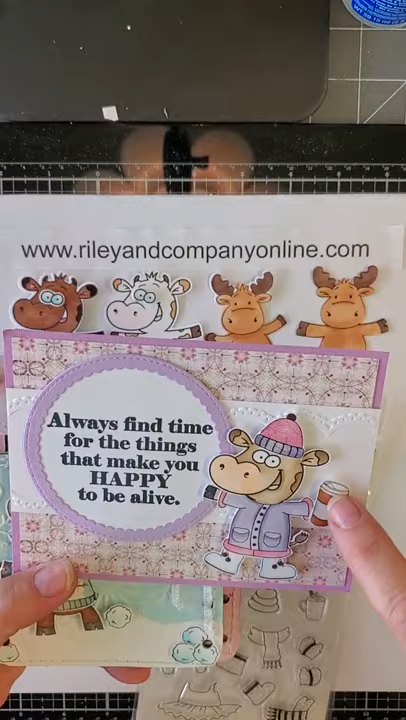 www.rileyandcompanyonline.com
Always find time
for the things
that make you
HAPPY
to be alive.